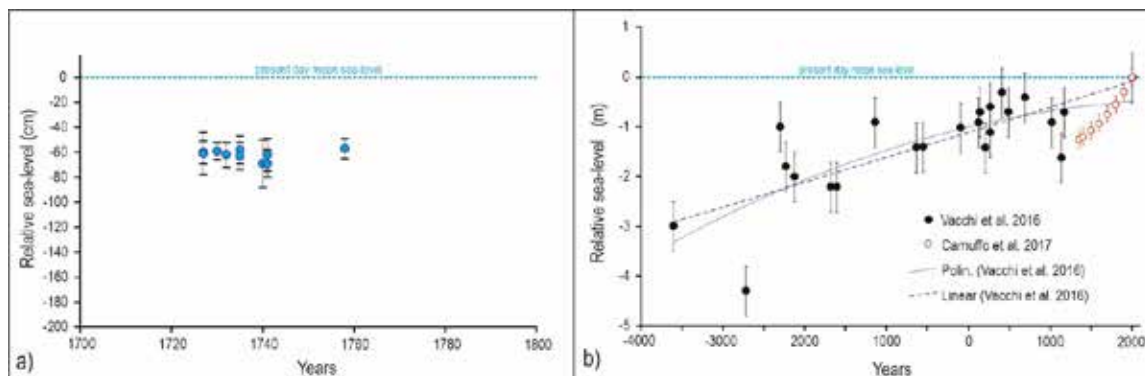 present day mean sea-level
0
-20
-40
-60
-80
-100
-120
-140
-160
-180
-200
Relative sea-level (cm)
1700
1720
1740
1760
1780
1800
Years
a)
present day mean sea-level
1
0
-1
-2
-3
-4
-5
Relative sea-level (m)
Vacchi et al. 2016
Camuffo et al. 2017
Polin. (Vacchi et al. 2016)
Linear (Vacchi et al. 2016)
-4000
3000
2000
-1000
0
1000
2000
Years
b)